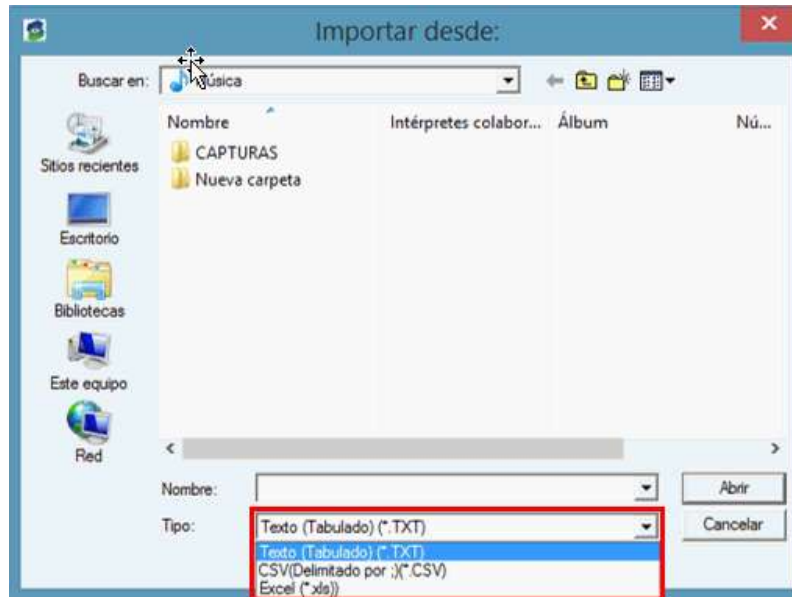 Importar desde:
Buscar en: Música
Nombre Intérpretes colabor... Álbum Nú...
CAPTURAS
Nueva carpeta
Sitios recientes
Escritorio
Bibliotecas
Este equipo
Red
Nombre: Abrir
Tipo: Texto (Tabulado) (*.TXT) Cancelar
Texto (Tabulado) (*.TXT)
CSV(Delimitado por ;)(*.CSV)
Excel (*.xls))